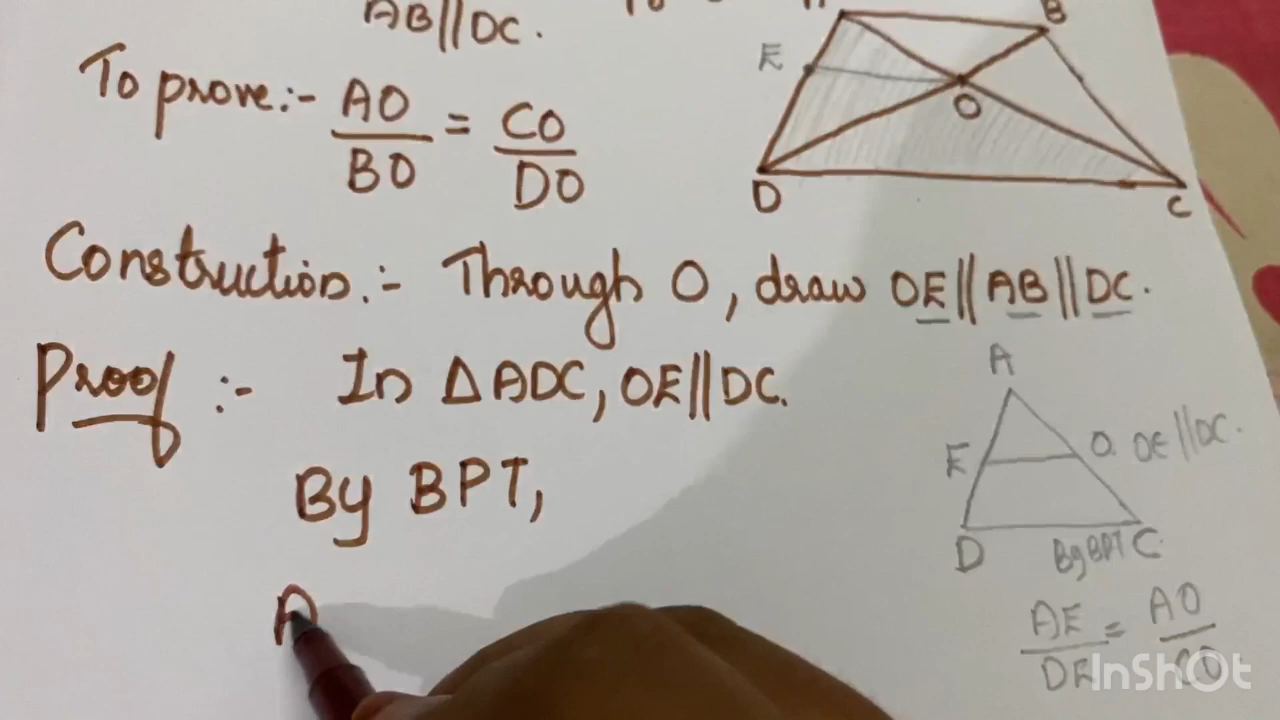 AB||DC.
To prove:- AO/BO = CO/DO
Construction:- Through O, draw OE||AB||DC.
Proof:- In ΔADC, OE||DC.
By BPT,
A
B
E
O
D
C
A
E
O
OE||DC.
D
C
By BPT
AE/DE = AO/CO
InShOt